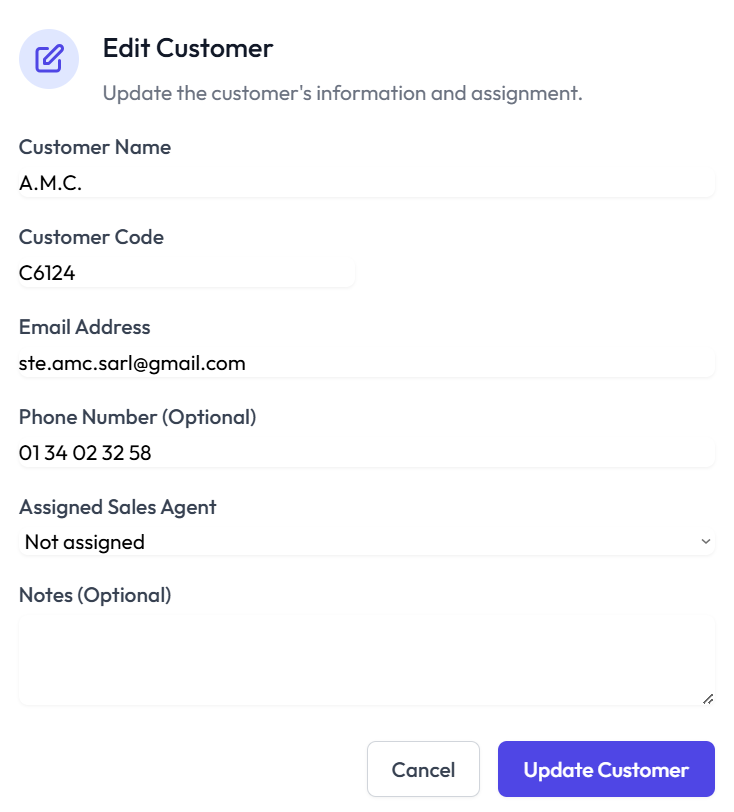 Edit Customer
Update the customer's information and assignment.
Customer Name
A.M.C.
Customer Code
C6124
Email Address
ste.amc.sarl@gmail.com
Phone Number (Optional)
01 34 02 32 58
Assigned Sales Agent
Not assigned
Notes (Optional)
Cancel
Update Customer